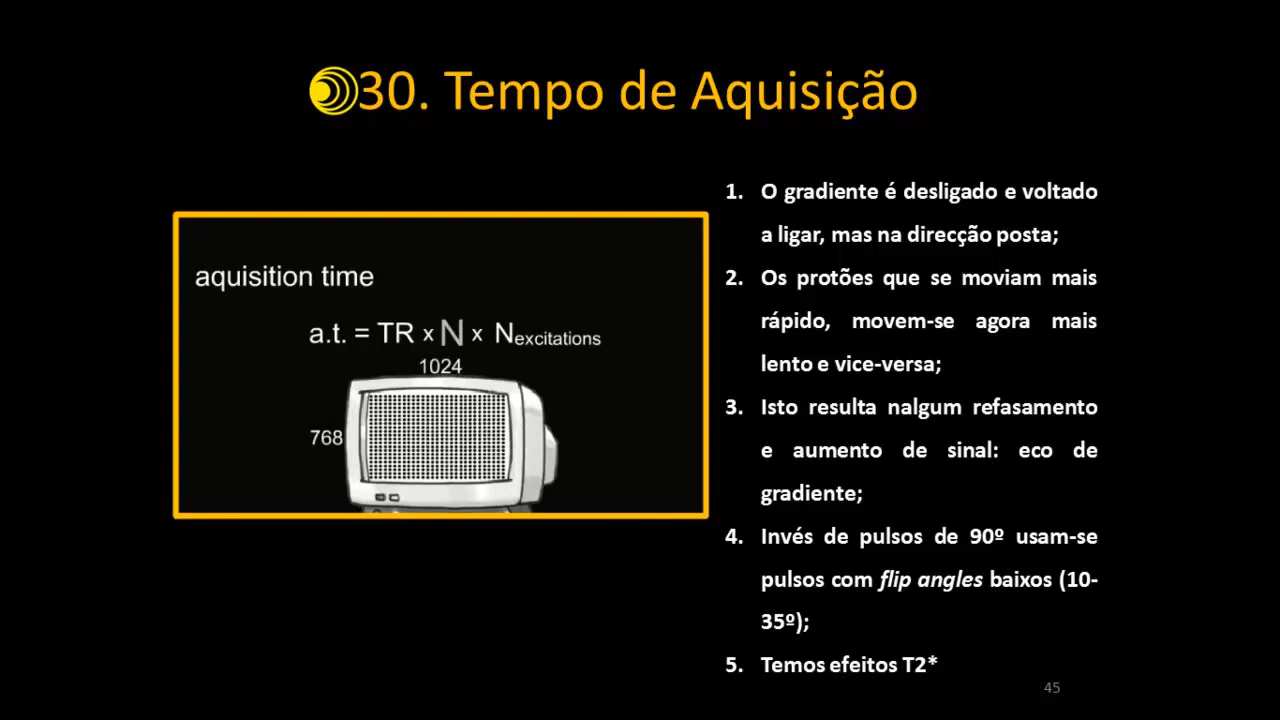 30. Tempo de Aquisição
aquisition time
a.t. = TR x N x Nexcitations
1024
768
1. O gradiente é desligado e voltado
a ligar, mas na direcção posta;
2. Os protões que se moviam mais
rápido, movem-se agora mais
lento e vice-versa;
3. Isto resulta nalgum refasamento
e aumento de sinal: eco de
gradiente;
4. Invés de pulsos de 90º usam-se
pulsos com flip angles baixos (10-
35º);
5. Temos efeitos T2*
45